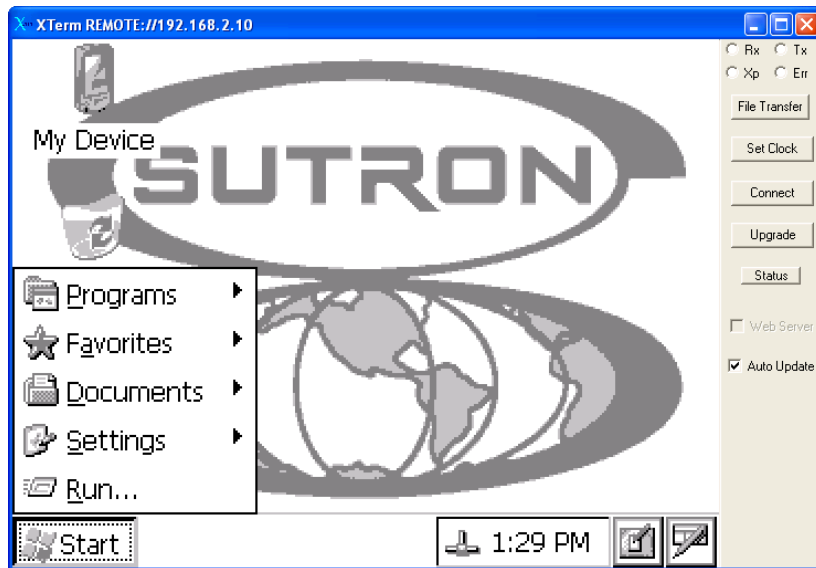 XTerm REMOTE://192.168.2.10
Rx Tx
Xp Err
File Transfer
Set Clock
Connect
Upgrade
Status
Web Server
Auto Update
My Device
SUTRON
Programs
Favorites
Documents
Settings
Run...
Start
1:29 PM